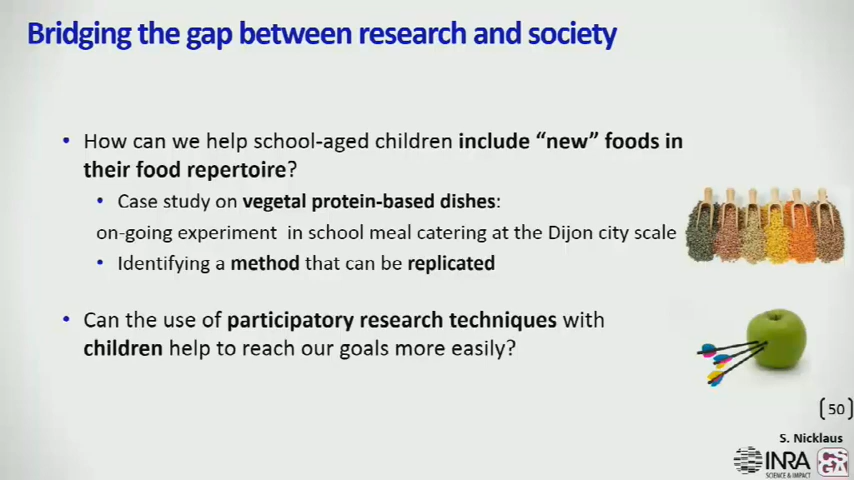 Bridging the gap between research and society
• How can we help school-aged children include “new” foods in
their food repertoire?
• Case study on vegetal protein-based dishes:
on-going experiment in school meal catering at the Dijon city scale
• Identifying a method that can be replicated
• Can the use of participatory research techniques with
children help to reach our goals more easily?
50
S. Nicklaus
INRA
SCIENCE & IMPACT